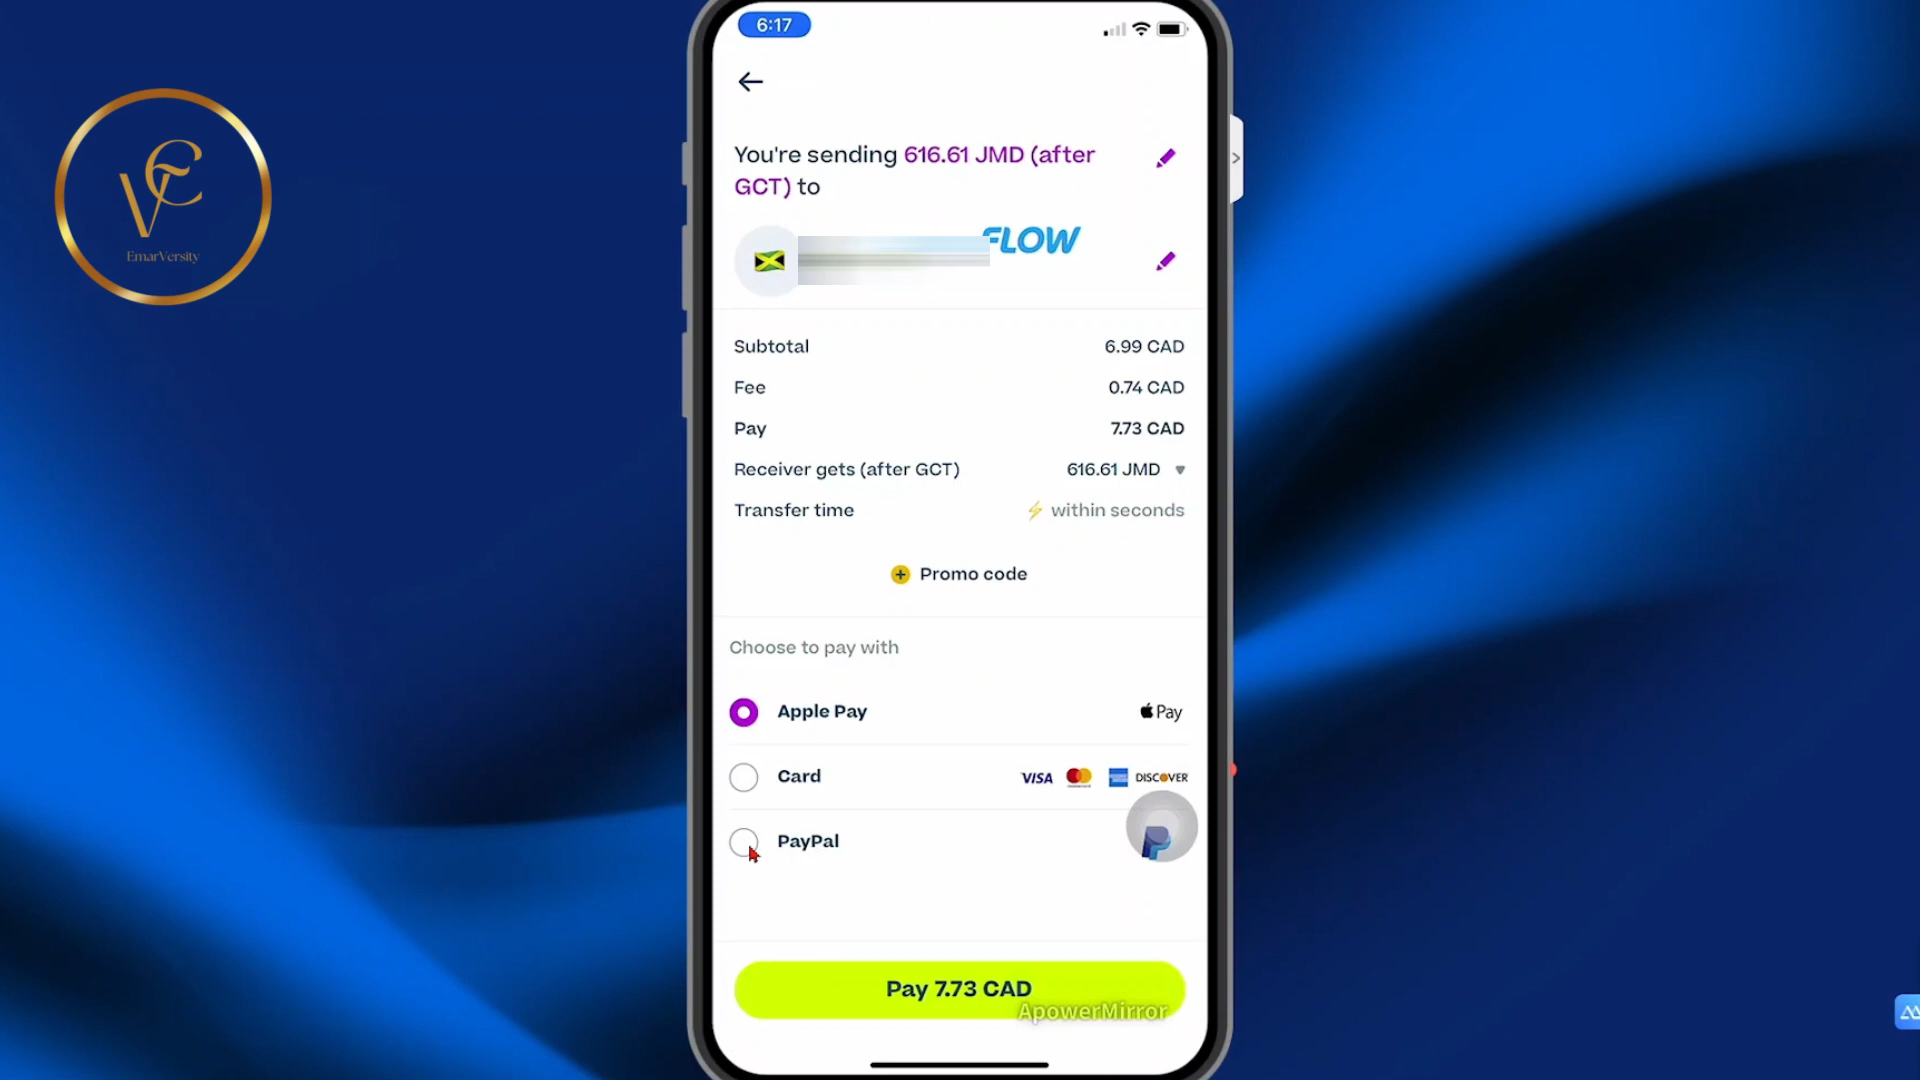 6:17
EmarVersity
You're sending 616.61 JMD (after
GCT) to
FLOW
Subtotal 6.99 CAD
Fee 0.74 CAD
Pay 7.73 CAD
Receiver gets (after GCT) 616.61 JMD
Transfer time within seconds
Promo code
Choose to pay with
Apple Pay Pay
Card VISA DISCOVER
PayPal
Pay 7.73 CAD
ApowerMirror